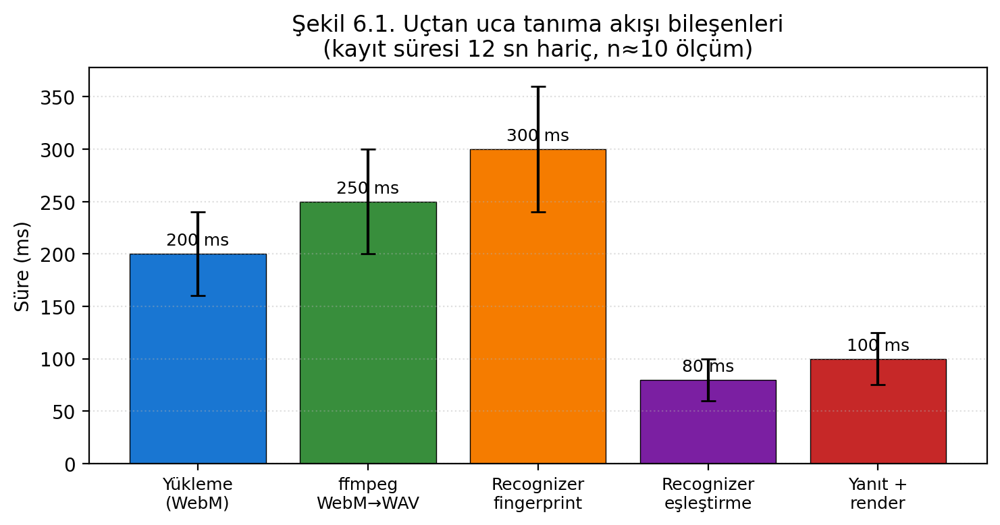 Şekil 6.1. Uçtan uca tanıma akışı bileşenleri
(kayıt süresi 12 sn hariç, n≈10 ölçüm)
Süre (ms)
350
300
250
200
150
100
50
0
200 ms
250 ms
300 ms
80 ms
100 ms
Yükleme
(WebM)
ffmpeg
WebM→WAV
Recognizer
fingerprint
Recognizer
eşleştirme
Yanıt +
render